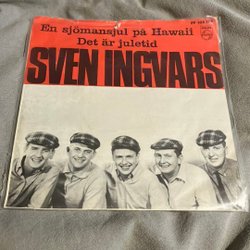 En sjömansjul på Hawaii
Det är juletid
SVEN INGVARS